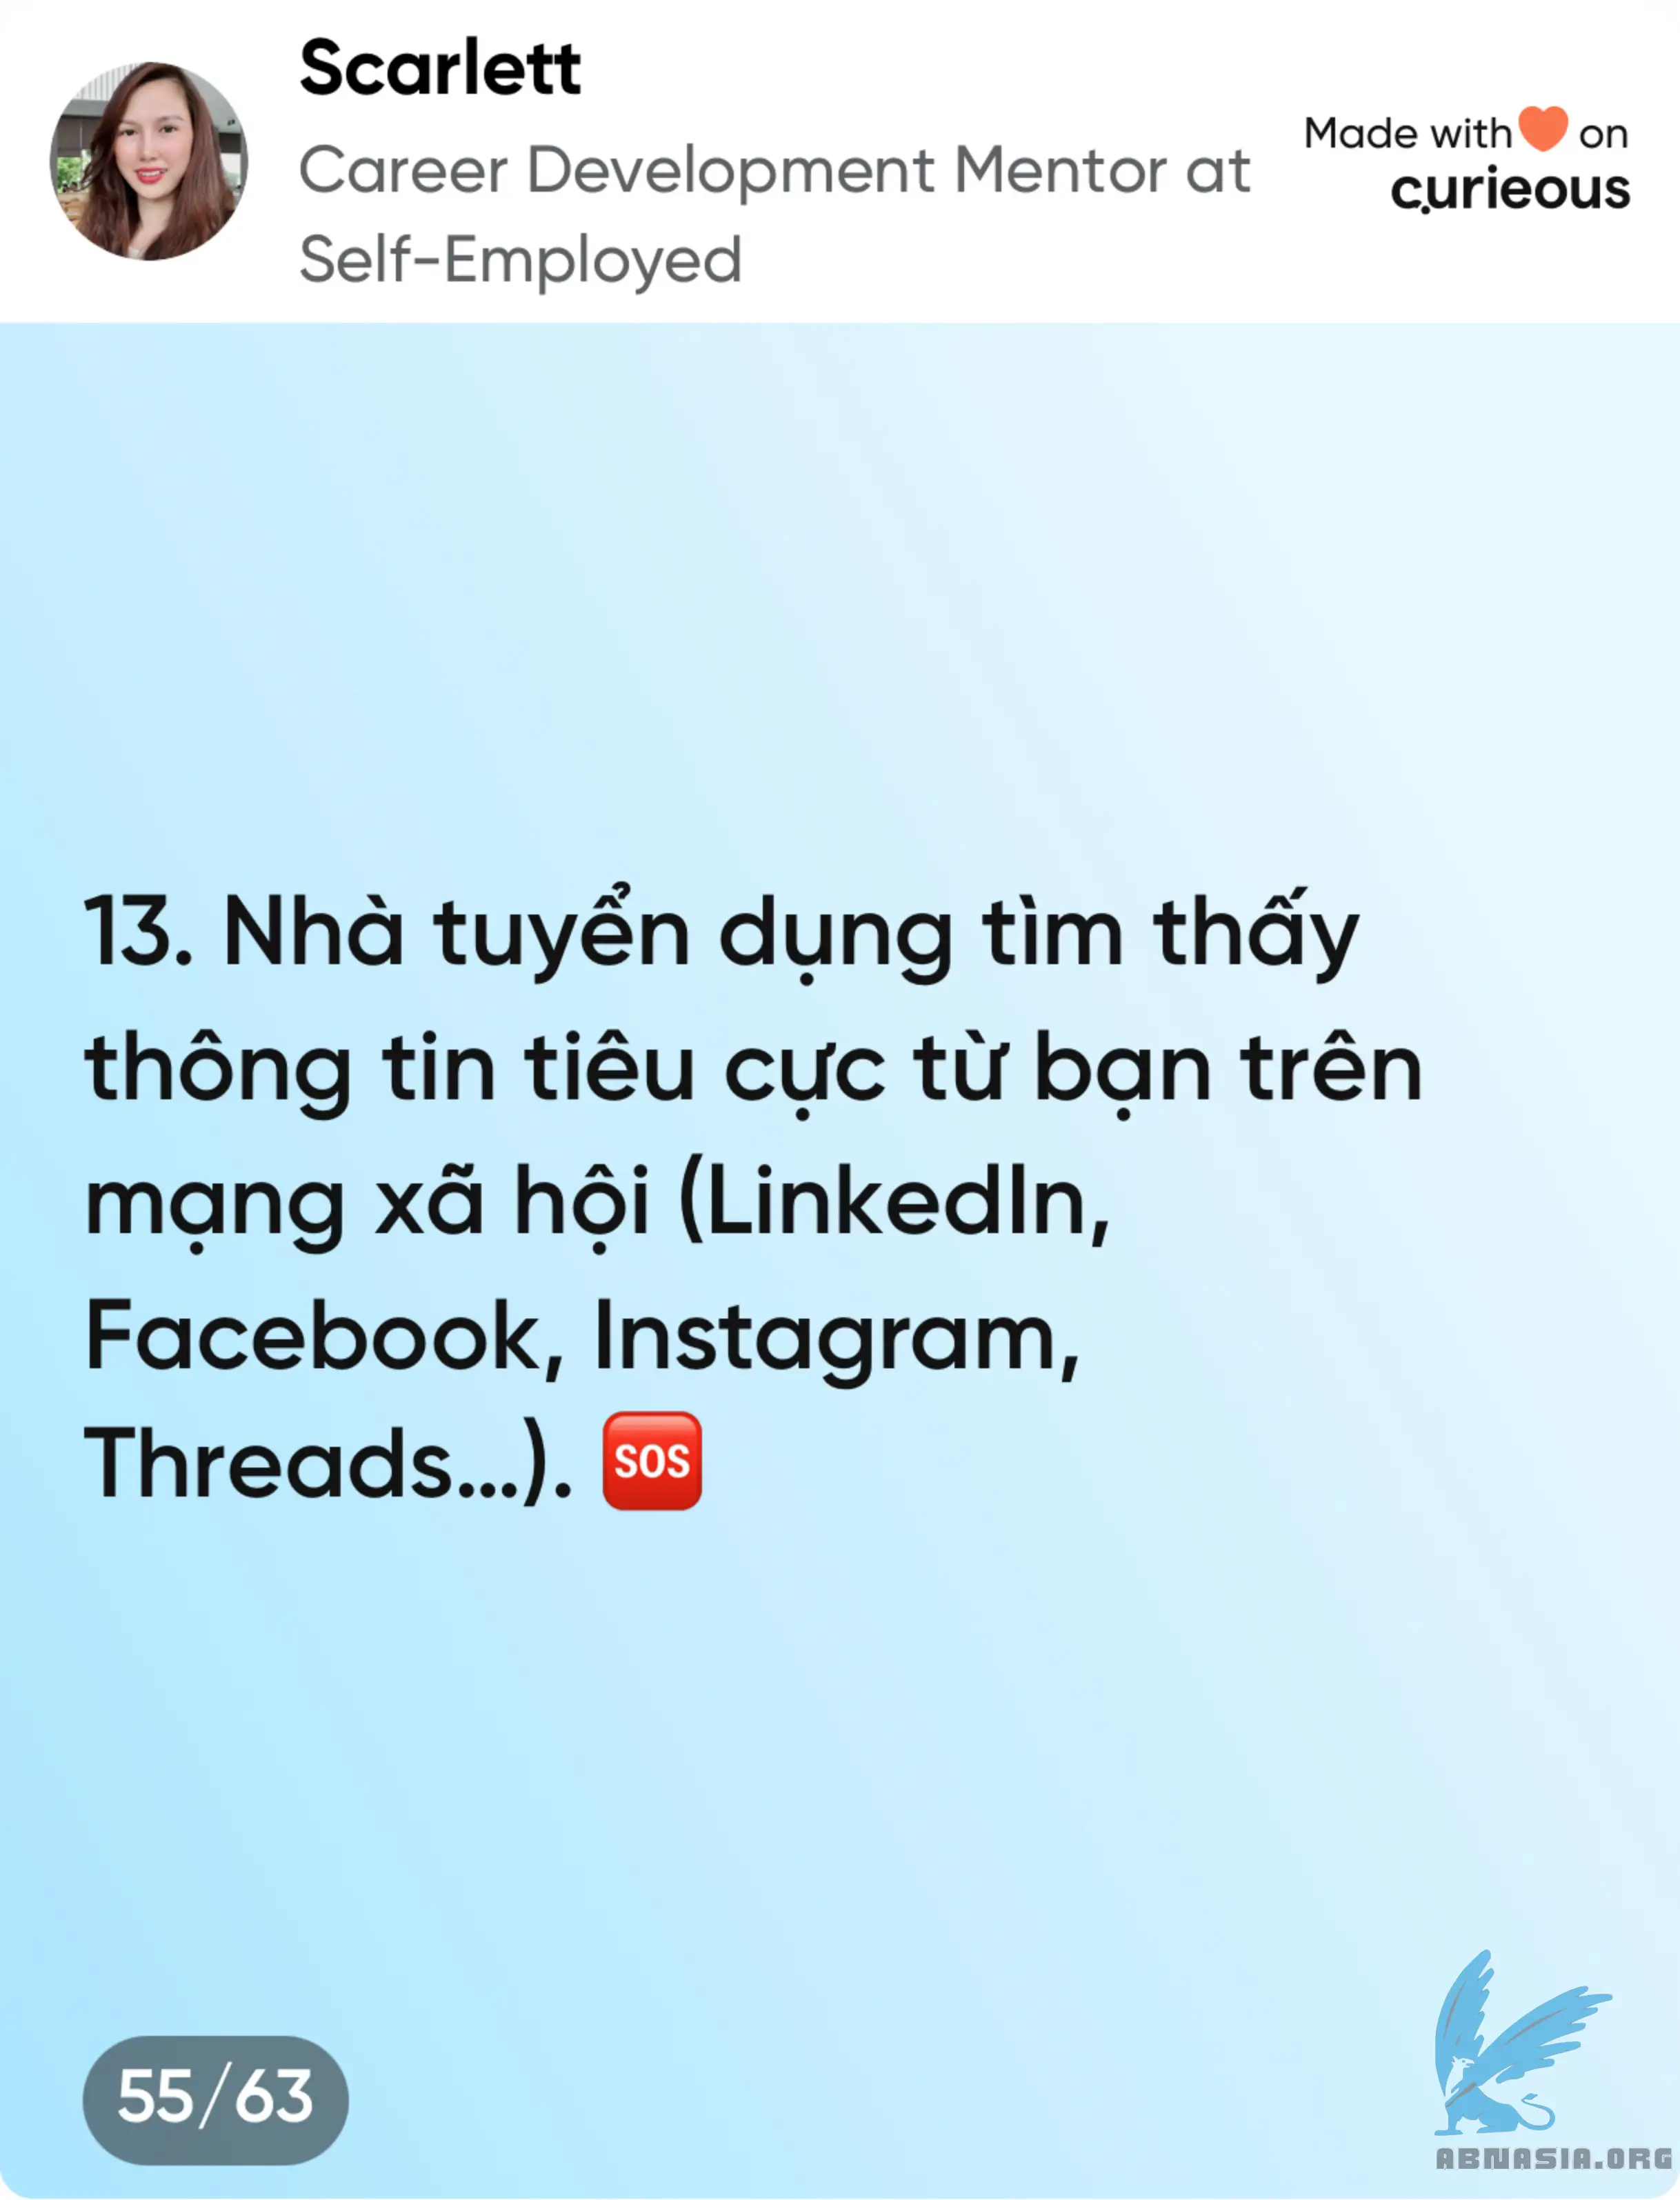 Scarlett
Career Development Mentor at
Self-Employed
Made with🧡on
curieous
13. Nhà tuyển dụng tìm thấy
thông tin tiêu cực từ bạn trên
mạng xã hội (LinkedIn,
Facebook, Instagram,
Threads...). 🆘
55/63
ABNASIA.ORG